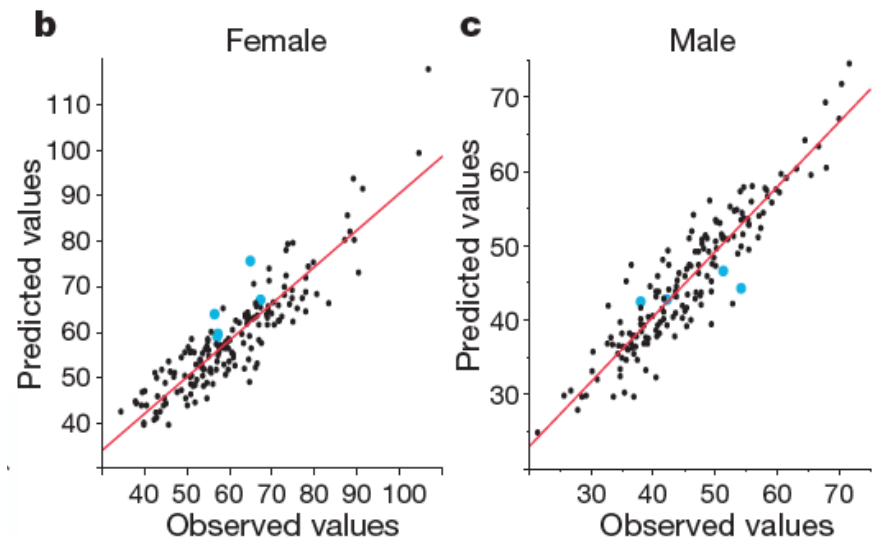 b
Female
Predicted values
110
100
90
80
70
60
50
40
40 50 60 70 80 90 100
Observed values
c
Male
Predicted values
70
60
50
40
30
30 40 50 60 70
Observed values